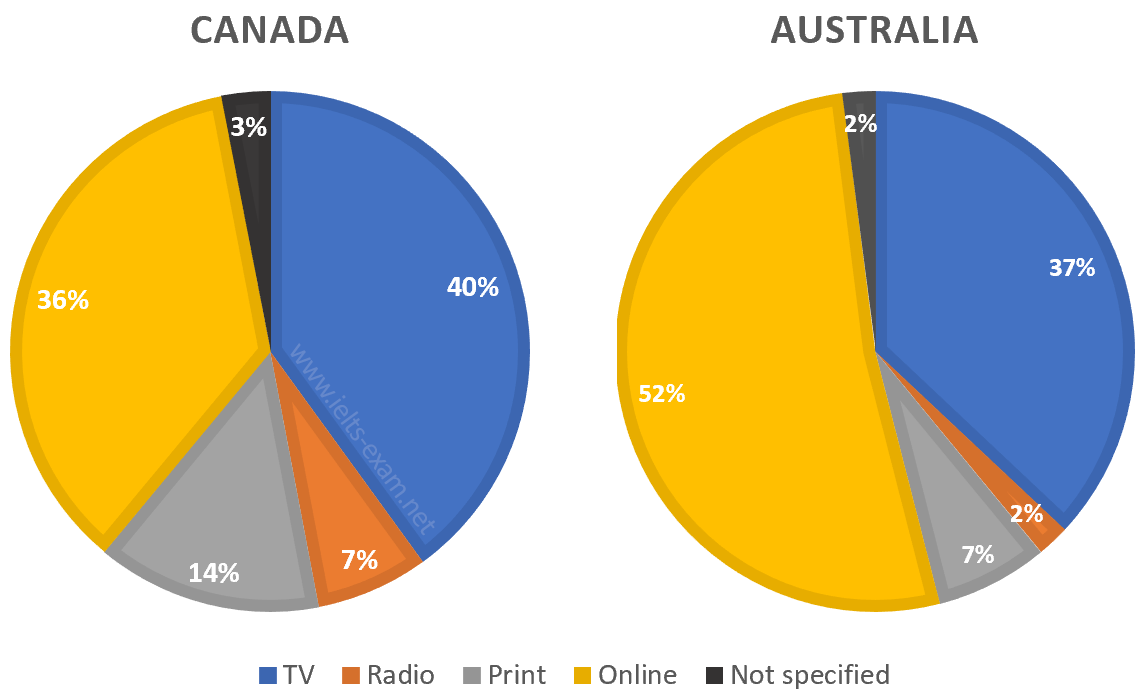 CANADA
AUSTRALIA
3%
40%
36%
14%
7%
www.ielts-exam.net
2%
37%
52%
2%
7%
TV Radio Print Online Not specified